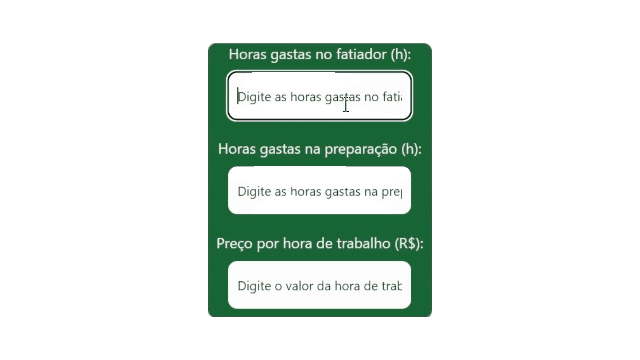 Horas gastas no fatiador (h):
Digite as horas gastas no fati
Horas gastas na preparação (h):
Digite as horas gastas na prep
Preço por hora de trabalho (R$):
Digite o valor da hora de trab